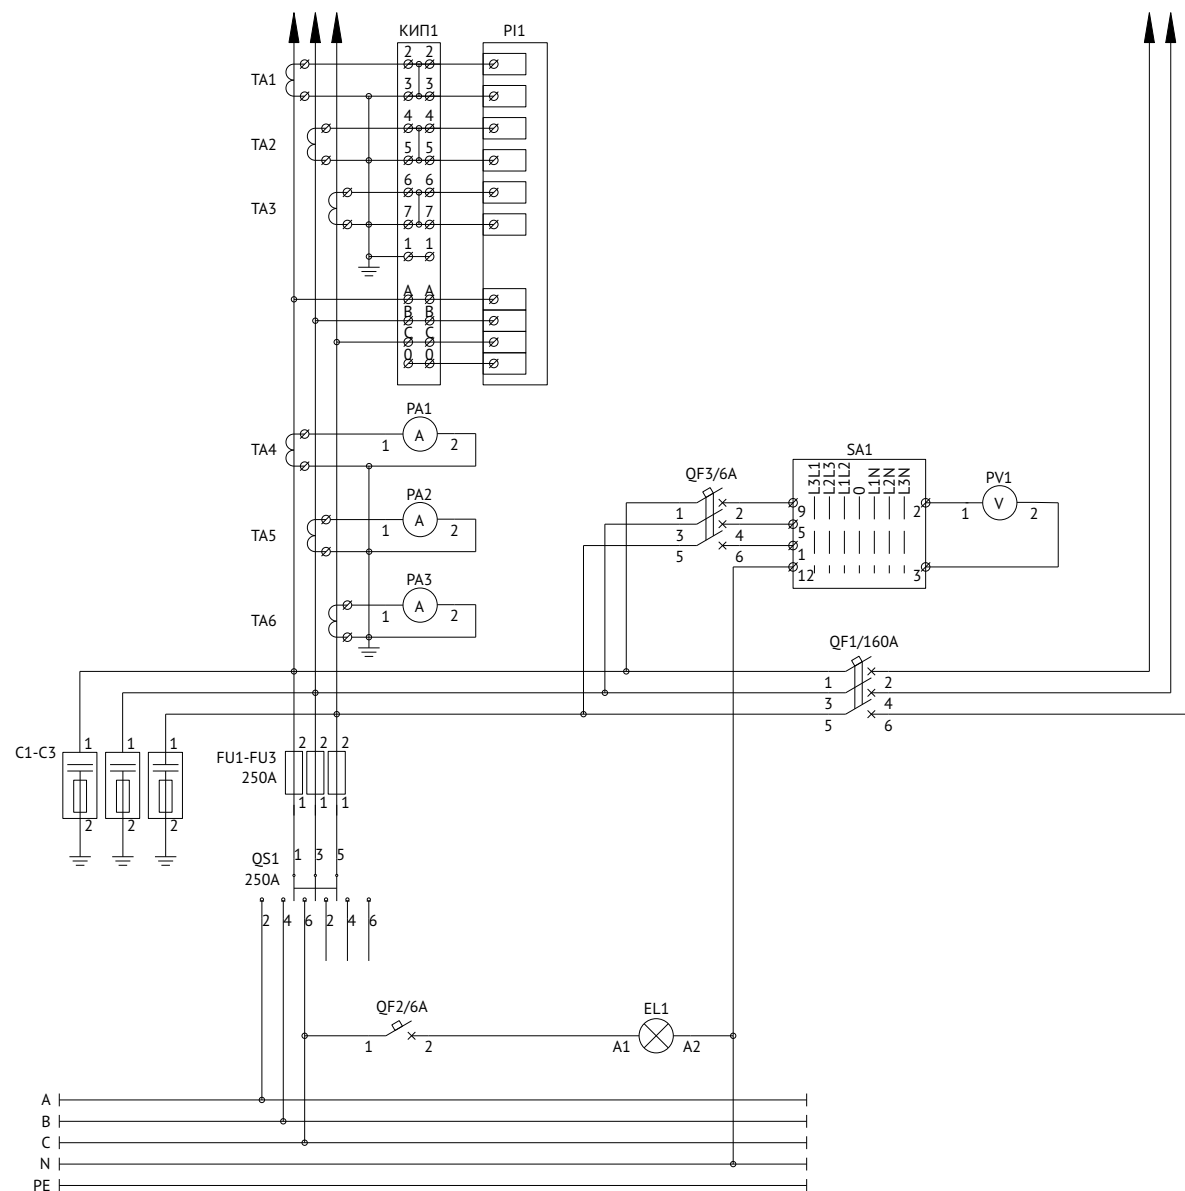 КИП1 PI1
2 2
TA1
3 3
4 4
TA2
5 5
6 6
TA3
7 7
1 1
A A
B B
C C
0 0
PA1
1 A 2
TA4
PA2
1 A 2
TA5
PA3
1 A 2
TA6
SA1
QF3/6A
L3L1 L2L3 L1L2 0 L1N L2N L3N
PV1
1 2 9 2 1 V 2
3 4 5
5 6 1
12 3
QF1/160A
1 2
3 4
5 6
C1-C3 1 1 1
2 2 2
FU1-FU3
250A
2 2 2
1 1 1
QS1
250A
1 3 5
2 4 6 2 4 6
QF2/6A
1 2
EL1
A1 A2
A
B
C
N
PE